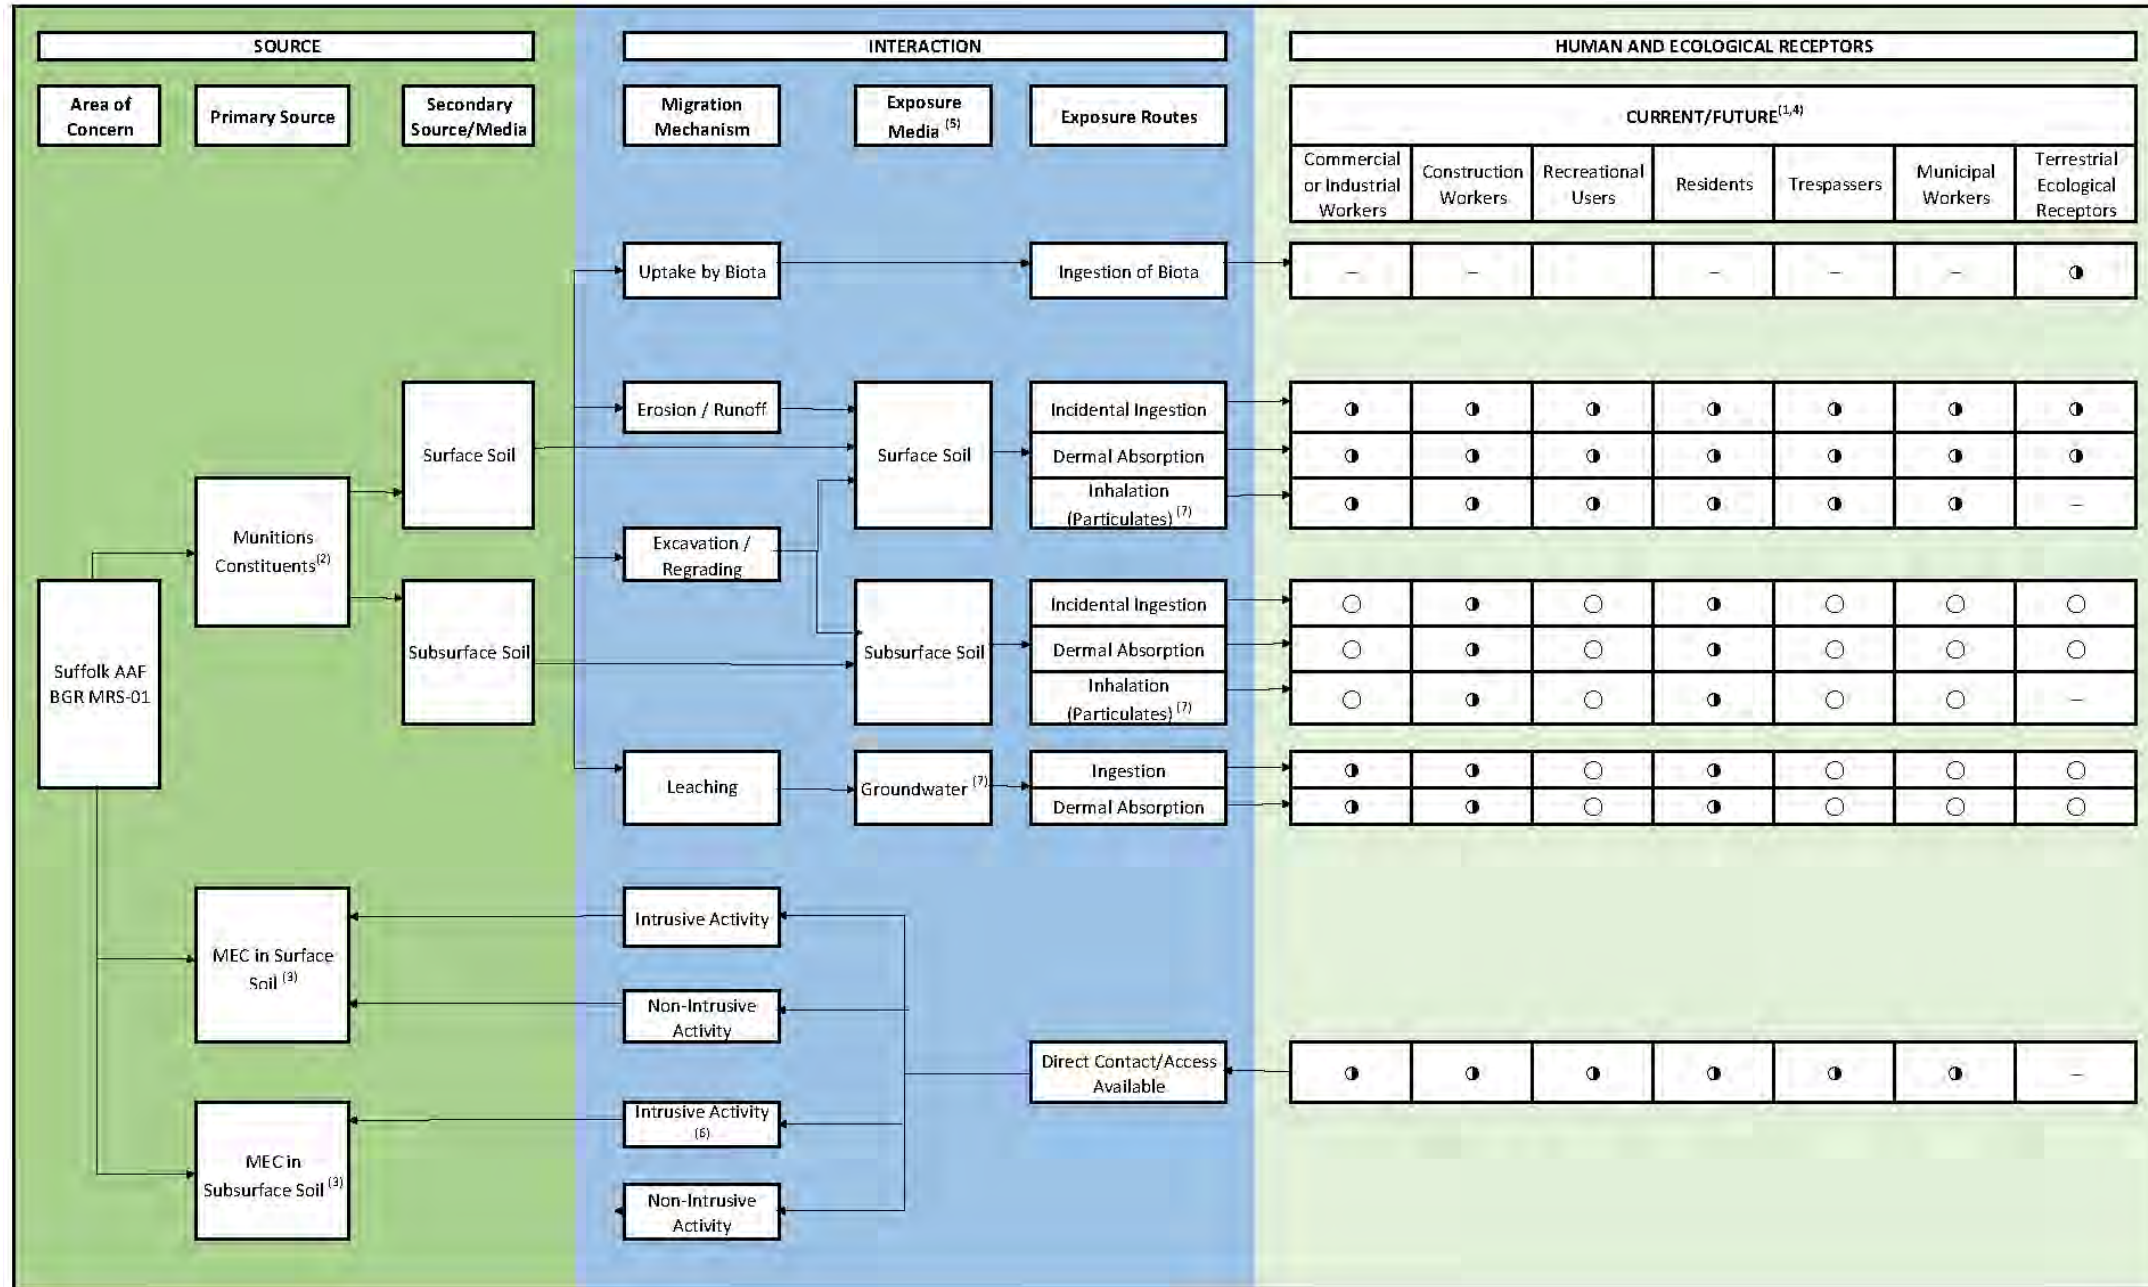 SOURCE
INTERACTION
HUMAN AND ECOLOGICAL RECEPTORS
Area of
Concern
Primary Source
Secondary
Source/Media
Migration
Mechanism
Exposure
Media (5)
Exposure Routes
CURRENT/FUTURE(1,4)
Commercial
or Industrial
Workers
Construction
Workers
Recreational
Users
Residents
Trespassers
Municipal
Workers
Terrestrial
Ecological
Receptors
Uptake by Biota
Ingestion of Biota
– – – – – ◑
Surface Soil
Erosion / Runoff
Surface Soil
Incidental Ingestion
◑ ◑ ◑ ◑ ◑ ◑ ◑
Dermal Absorption
◑ ◑ ◑ ◑ ◑ ◑ ◑
Inhalation
(Particulates) (7)
◑ ◑ ◑ ◑ ◑ ◑ –
Munitions
Constituents(2)
Excavation /
Regrading
Suffolk AAF
BGR MRS-01
Subsurface Soil
Subsurface Soil
Incidental Ingestion
○ ◑ ○ ◑ ○ ○ ○
Dermal Absorption
○ ◑ ○ ◑ ○ ○ ○
Inhalation
(Particulates) (7)
○ ◑ ○ ◑ ○ ○ –
Leaching
Groundwater (7)
Ingestion
◑ ◑ ○ ◑ ○ ○ ○
Dermal Absorption
◑ ◑ ○ ◑ ○ ○ ○
MEC in Surface
Soil (3)
Intrusive Activity
Non-Intrusive
Activity
Direct Contact/Access
Available
◑ ◑ ◑ ◑ ◑ ◑ –
MEC in
Subsurface Soil (3)
Intrusive Activity
(6)
Non-Intrusive
Activity